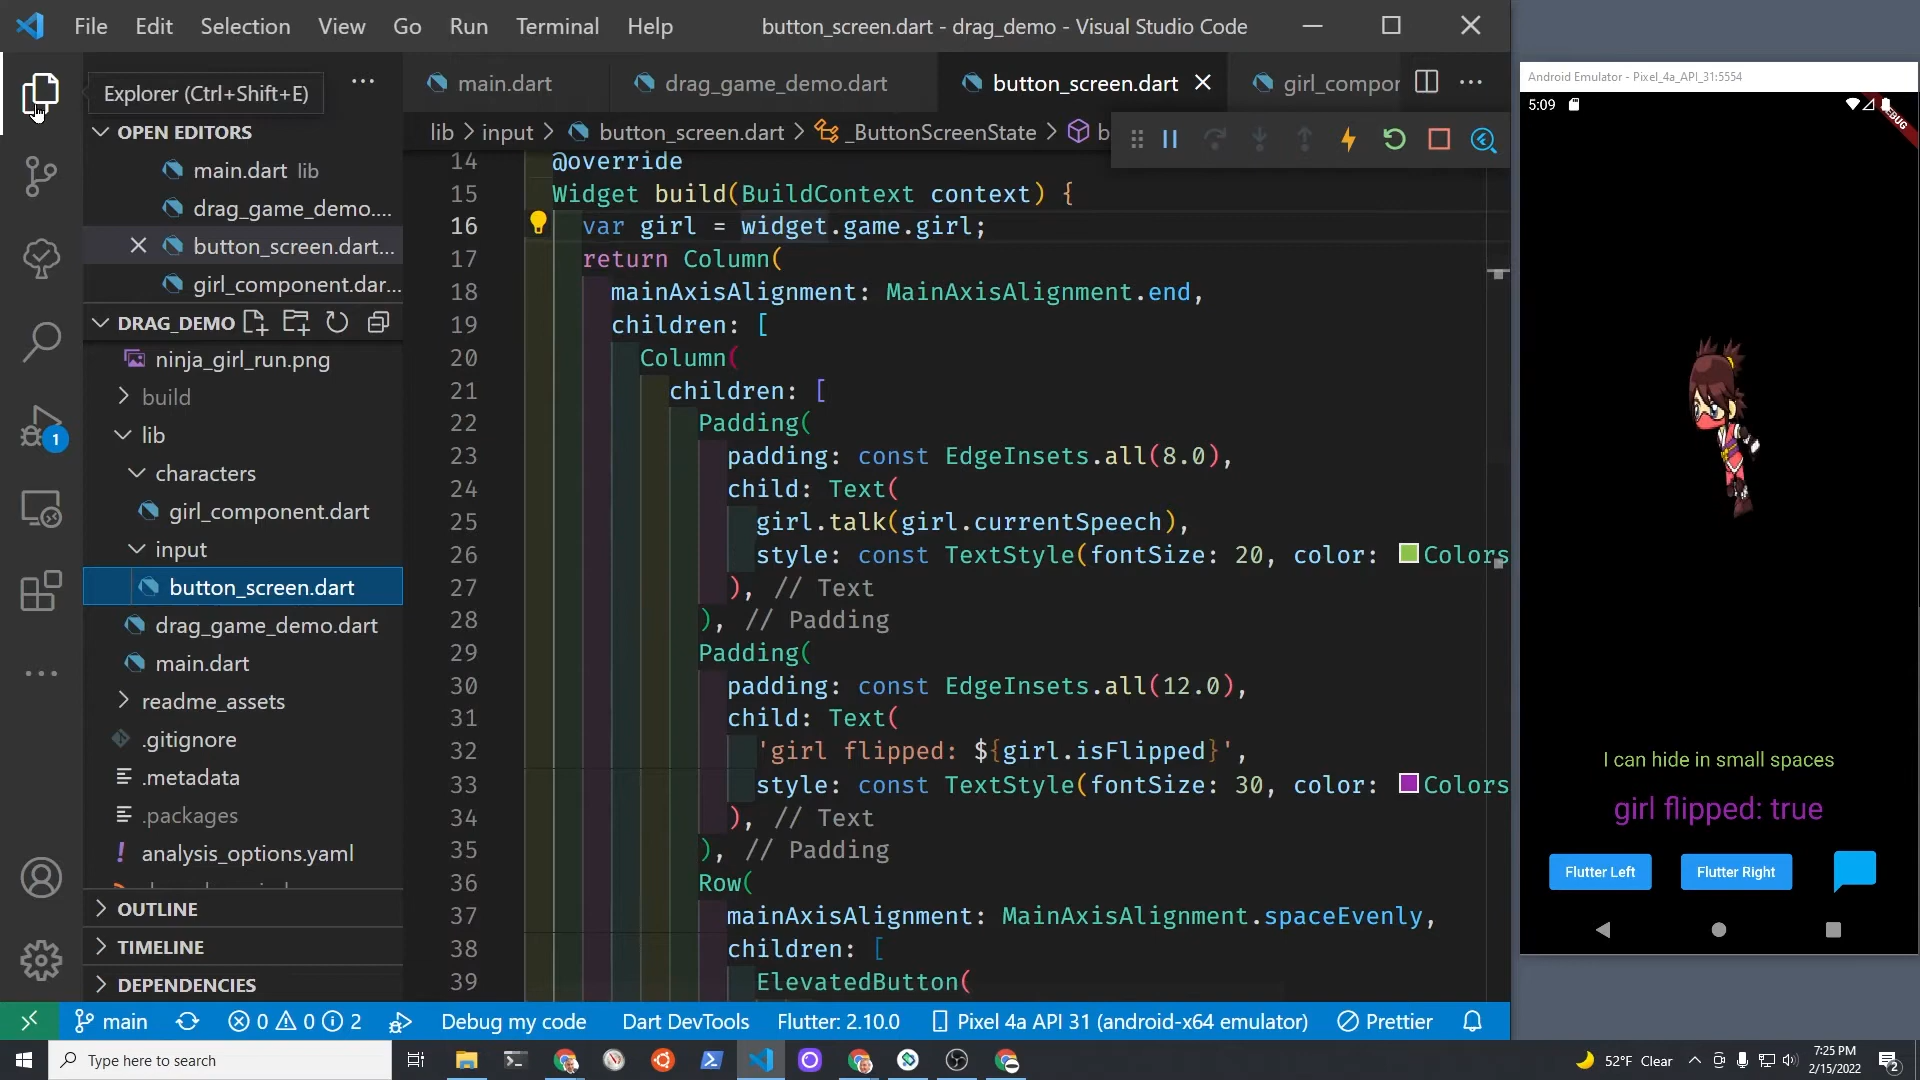 File Edit Selection View Go Run Terminal Help
button_screen.dart - drag_demo - Visual Studio Code
Explorer (Ctrl+Shift+E)
OPEN EDITORS
main.dart lib
drag_game_demo....
button_screen.dart...
girl_component.dar...
DRAG_DEMO
ninja_girl_run.png
build
lib
characters
girl_component.dart
input
button_screen.dart
drag_game_demo.dart
main.dart
readme_assets
.gitignore
.metadata
.packages
analysis_options.yaml
OUTLINE
TIMELINE
DEPENDENCIES
1
main.dart
drag_game_demo.dart
button_screen.dart
girl_compor
lib > input > button_screen.dart > _ButtonScreenState > b
14 @override
15 Widget build(BuildContext context) {
16 var girl = widget.game.girl;
17 return Column(
18 mainAxisAlignment: MainAxisAlignment.end,
19 children: [
20 Column(
21 children: [
22 Padding(
23 padding: const EdgeInsets.all(8.0),
24 child: Text(
25 girl.talk(girl.currentSpeech),
26 style: const TextStyle(fontSize: 20, color: Colors
27 ), // Text
28 ), // Padding
29 Padding(
30 padding: const EdgeInsets.all(12.0),
31 child: Text(
32 'girl flipped: ${girl.isFlipped}',
33 style: const TextStyle(fontSize: 30, color: Colors
34 ), // Text
35 ), // Padding
36 Row(
37 mainAxisAlignment: MainAxisAlignment.spaceEvenly,
38 children: [
39 ElevatedButton(
Android Emulator - Pixel_4a_API_31:5554
5:09
I can hide in small spaces
girl flipped: true
Flutter Left
Flutter Right
main 0 0 2 Debug my code Dart DevTools Flutter: 2.10.0 Pixel 4a API 31 (android-x64 emulator) Prettier
Type here to search
52°F Clear
7:25 PM
2/15/2022
2